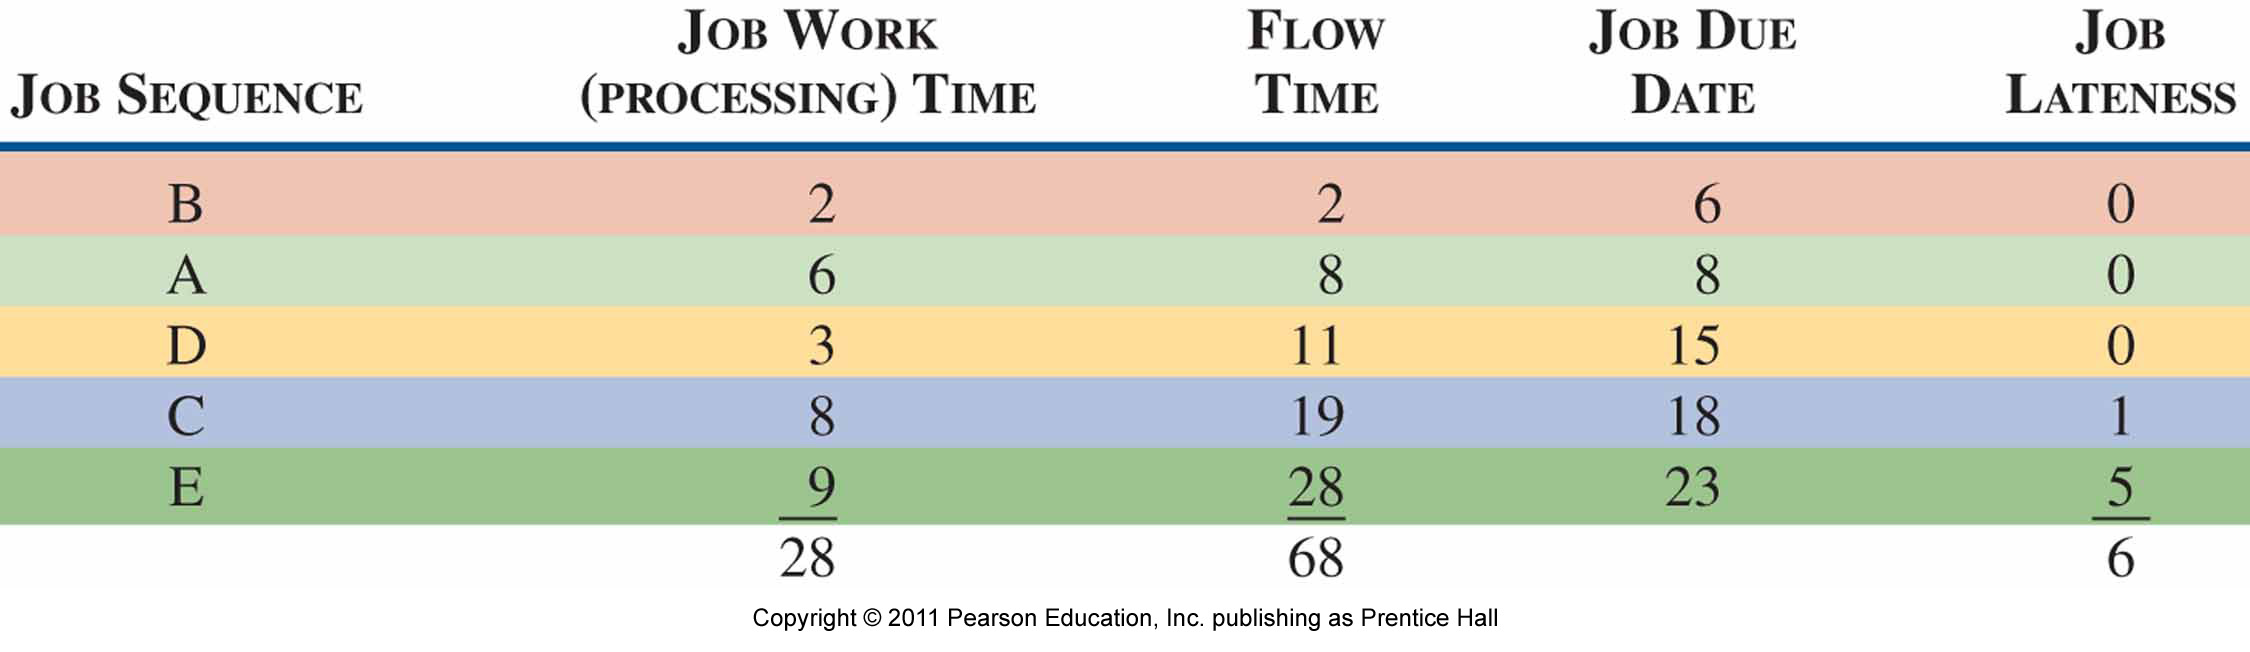 JOB SEQUENCE JOB WORK (PROCESSING) TIME FLOW TIME JOB DUE DATE JOB LATENESS
B 2 2 6 0
A 6 8 8 0
D 3 11 15 0
C 8 19 18 1
E 9 28 23 5
28 68 6
Copyright © 2011 Pearson Education, Inc. publishing as Prentice Hall